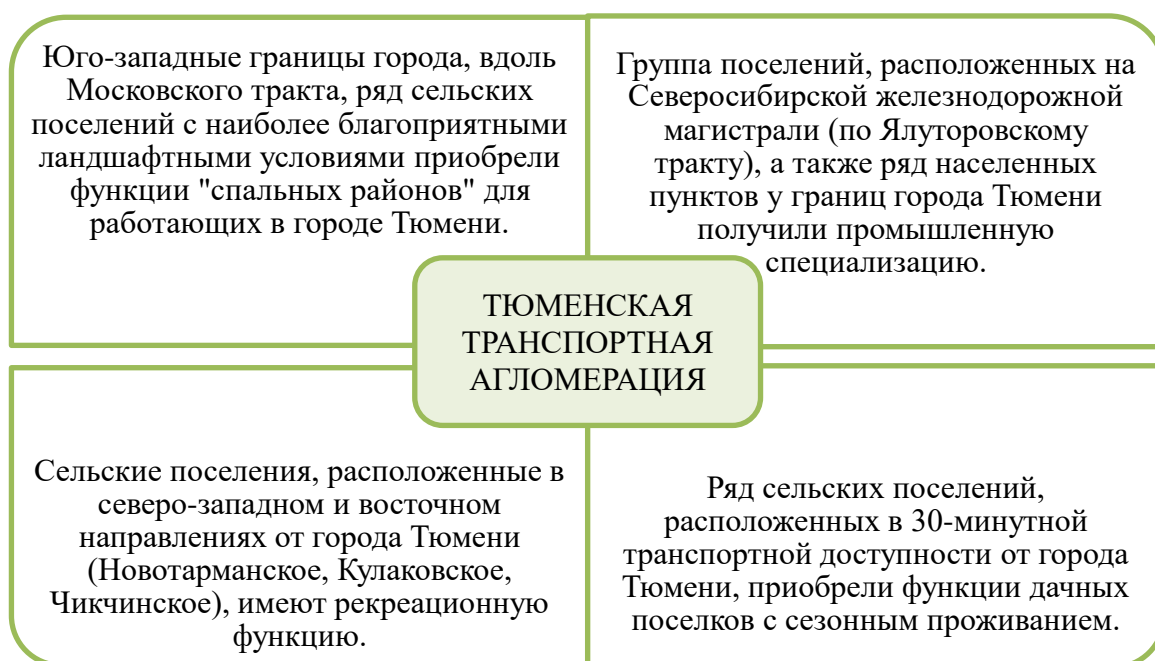 Юго-западные границы города, вдоль
Московского тракта, ряд сельских
поселений с наиболее благоприятными
ландшафтными условиями приобрели
функции "спальных районов" для
работающих в городе Тюмени.
Группа поселений, расположенных на
Северосибирской железнодорожной
магистрали (по Ялуторовскому
тракту), а также ряд населенных
пунктов у границ города Тюмени
получили промышленную
специализацию.
ТЮМЕНСКАЯ
ТРАНСПОРТНАЯ
АГЛОМЕРАЦИЯ
Сельские поселения, расположенные в
северо-западном и восточном
направлениях от города Тюмени
(Новотарманское, Кулаковское,
Чикчинское), имеют рекреационную
функцию.
Ряд сельских поселений,
расположенных в 30-минутной
транспортной доступности от города
Тюмени, приобрели функции дачных
поселков с сезонным проживанием.